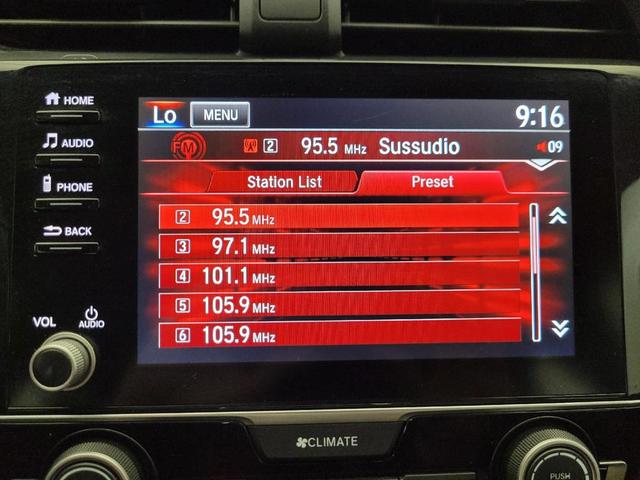 HOME
AUDIO
PHONE
BACK
VOL
AUDIO
Lo MENU 9:16
FM 2 95.5 MHz Sussudio 09
Station List Preset
2 95.5 MHz
3 97.1 MHz
4 101.1 MHz
5 105.9 MHz
6 105.9 MHz
CLIMATE
PUSH